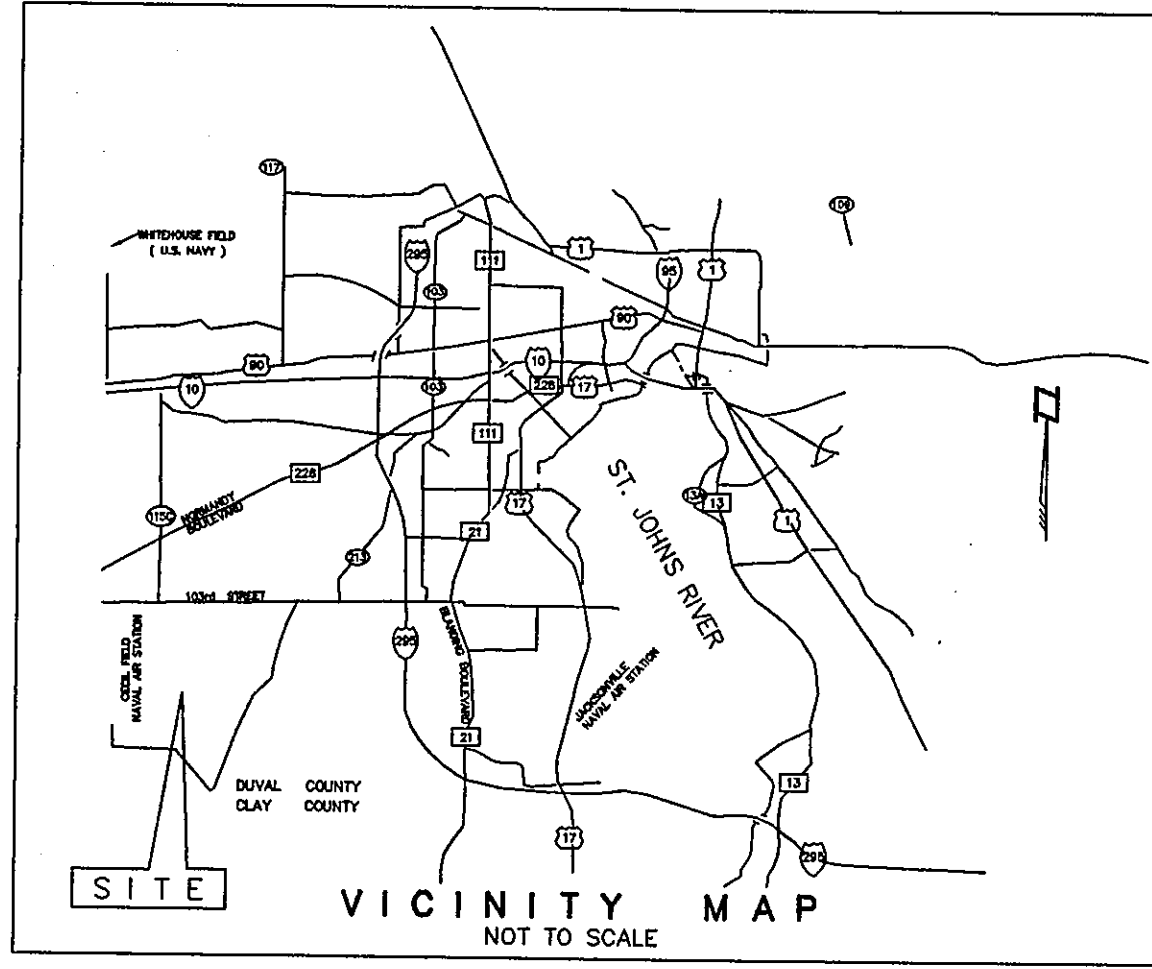 117
109
WHITEHOUSE FIELD
( U.S. NAVY )
1
295
111
95
1
103
90
90
10
10
103
228
17
111
228
13A
13
17
115C
NORMANDY
BOULEVARD
ST. JOHNS RIVER
1
21
213
103rd STREET
CECIL FIELD
NAVAL AIR STATION
295
BLANDING BOULEVARD
JACKSONVILLE
NAVAL AIR STATION
21
DUVAL COUNTY
CLAY COUNTY
13
17
295
SITE
VICINITY MAP
NOT TO SCALE